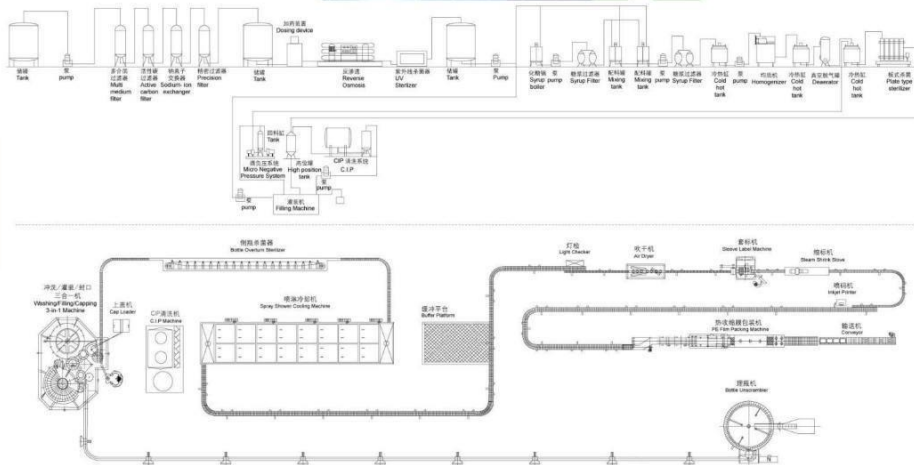 储罐
Tank
泵
pump
多介质
过滤器
Multi
medium
filter
活性碳
过滤器
Active
carbon
filter
钠离子
交换器
Sodium ion
exchanger
精密过滤器
Precision
filter
储罐
Tank
加药装置
Dosing device
反渗透
Reverse
Osmosis
紫外线杀菌器
UV
Sterilizer
储罐
Tank
泵
Pump
化糖锅
Syrup
boiler
泵
pump
糖浆过滤器
Syrup Filter
配料罐
Mixing
tank
配料罐
Mixing
tank
泵
pump
糖浆过滤器
Syrup Filter
冷热缸
Cold
hot tank
泵
pump
均质机
Homogenizer
冷热缸
Cold
hot tank
真空脱气罐
Deaerator
冷热缸
Cold
hot tank
板式杀菌
Plate type
sterilizer
回料缸
Tank
微负压系统
Micro Negative
Pressure System
高位罐
High position
tank
CIP 清洗系统
C.I.P
泵
pump
泵
pump
灌装机
Filling Machine
冲洗/灌装/封口
三合一机
Washing/Filling/Capping
3-in-1 Machine
上盖机
Cap Loader
CIP清洗机
C.I.P Machine
倒瓶杀菌器
Bottle Overturn Sterilizer
喷淋冷却机
Spray Shower Cooling Machine
缓冲平台
Buffer Platform
灯检
Light Checker
吹干机
Air Dryer
套标机
Sleeve Label Machine
缩标机
Steam Shrink Stove
喷码机
Inkjet Printer
热收缩膜包装机
PE Film Packing Machine
输送机
Conveyor
理瓶机
Bottle Unscrambler